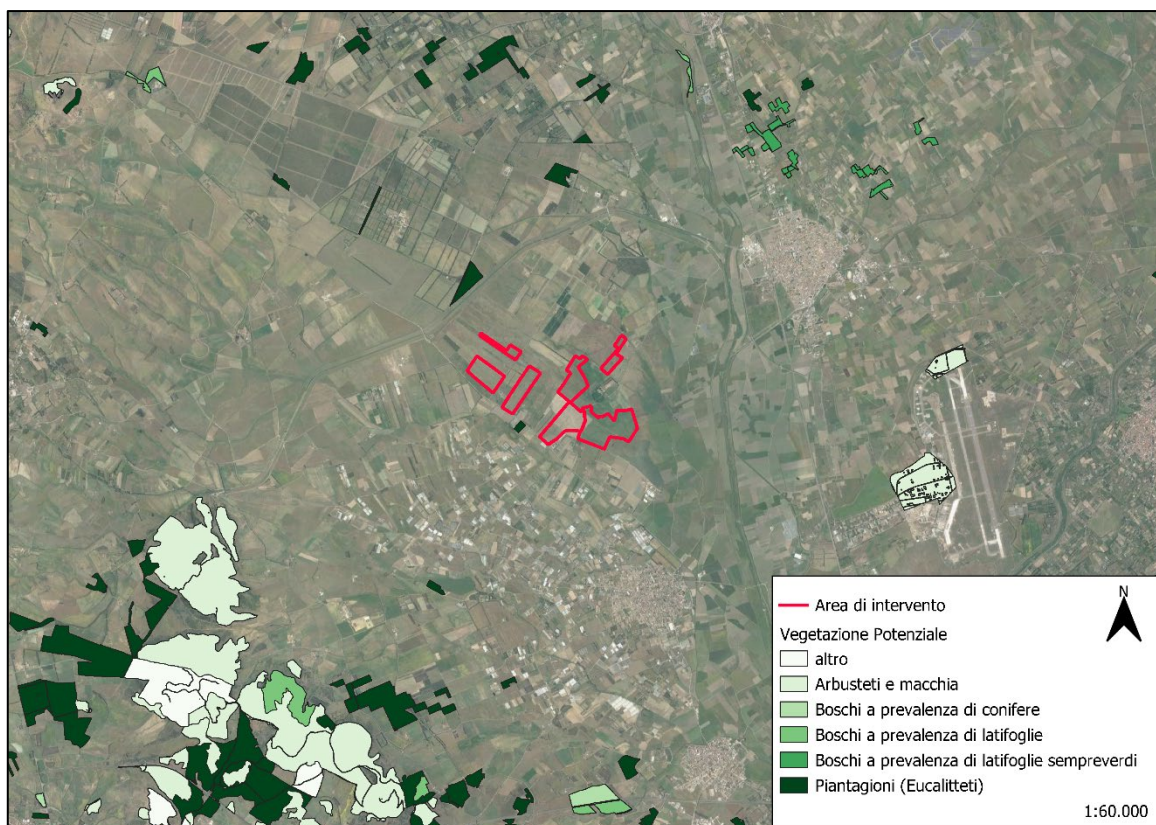 N
Area di intervento
Vegetazione Potenziale
altro
Arbusteti e macchia
Boschi a prevalenza di conifere
Boschi a prevalenza di latifoglie
Boschi a prevalenza di latifoglie sempreverdi
Piantagioni (Eucalitteti)
1:60.000